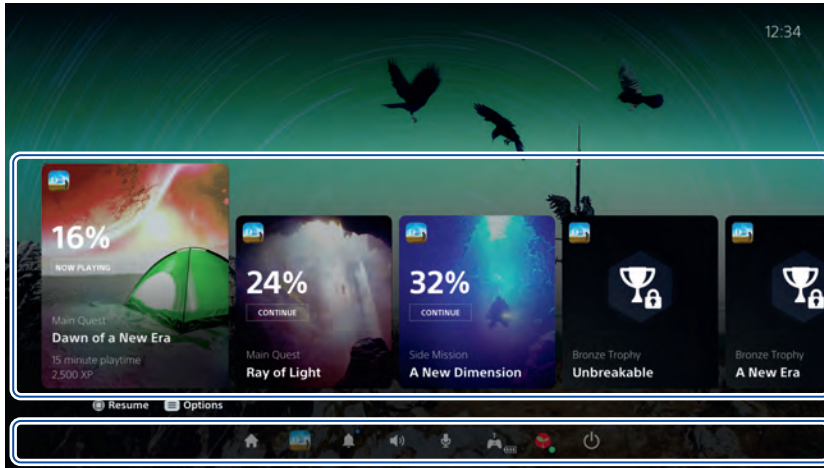 12:34
16%
NOW PLAYING
Main Quest
Dawn of a New Era
15 minute playtime
2,500 XP
24%
CONTINUE
Main Quest
Ray of Light
32%
CONTINUE
Side Mission
A New Dimension
Bronze Trophy
Unbreakable
Bronze Trophy
A New Era
Resume
Options